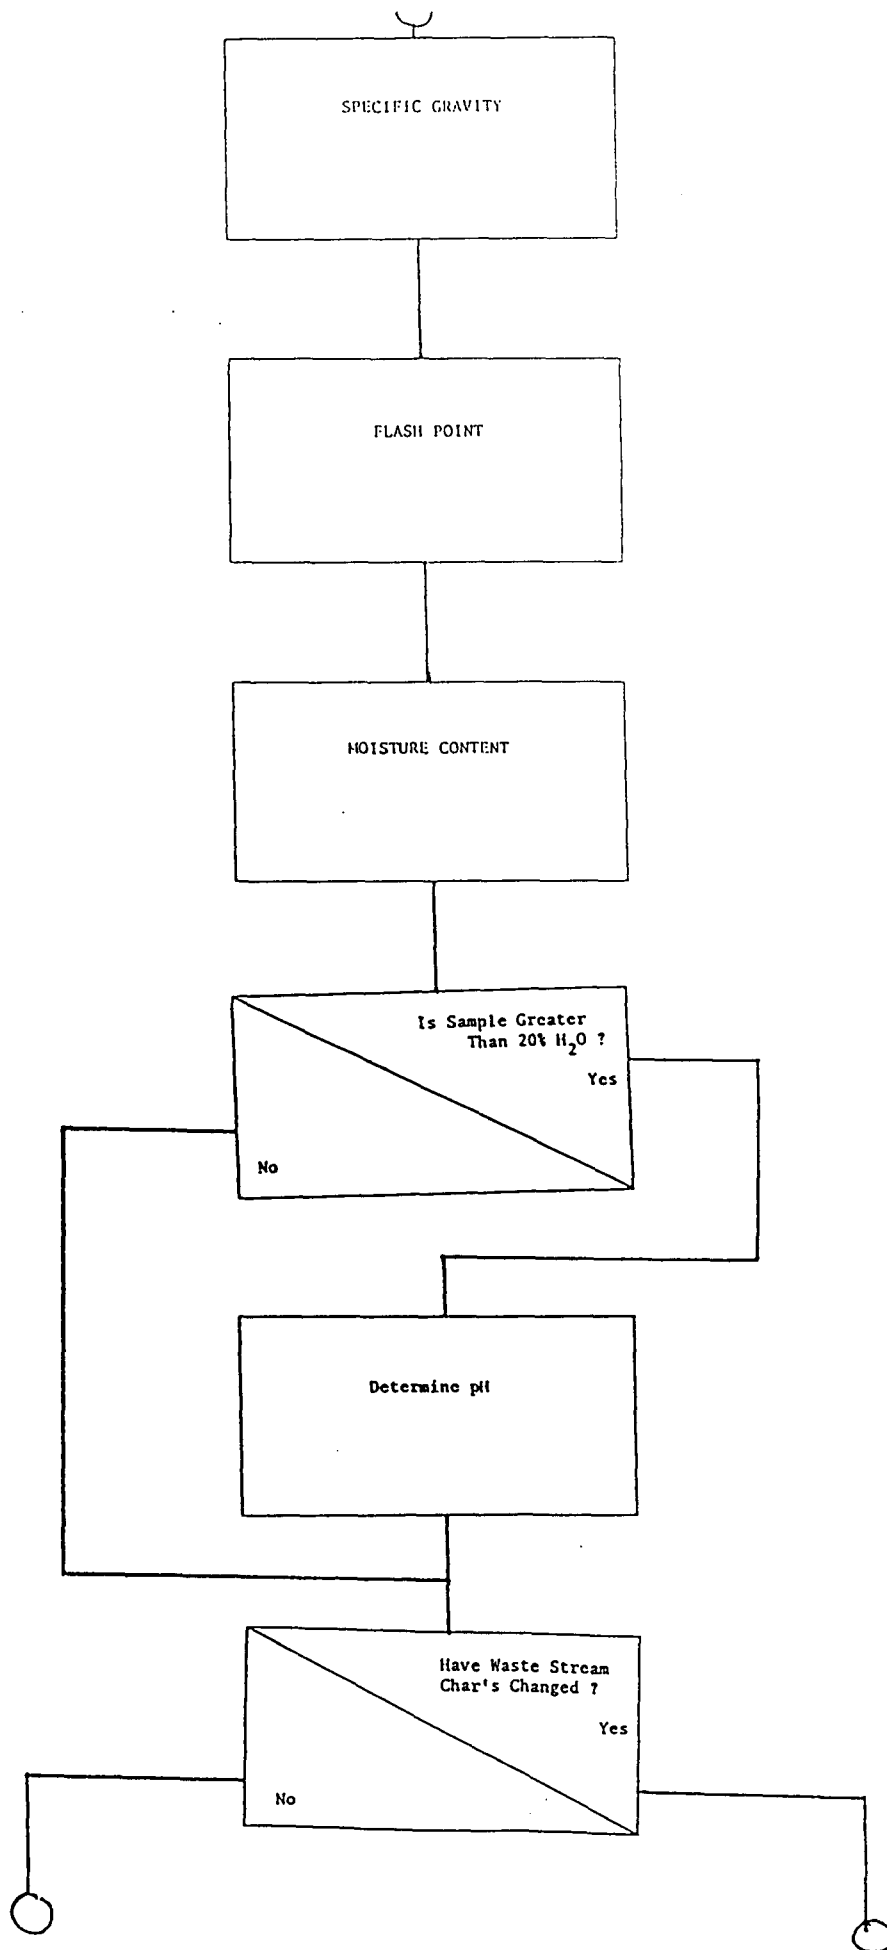 SPECIFIC GRAVITY
FLASH POINT
MOISTURE CONTENT
Is Sample Greater
Than 20% H₂O ?
Yes
No
Determine pH
Have Waste Stream
Char's Changed ?
Yes
No